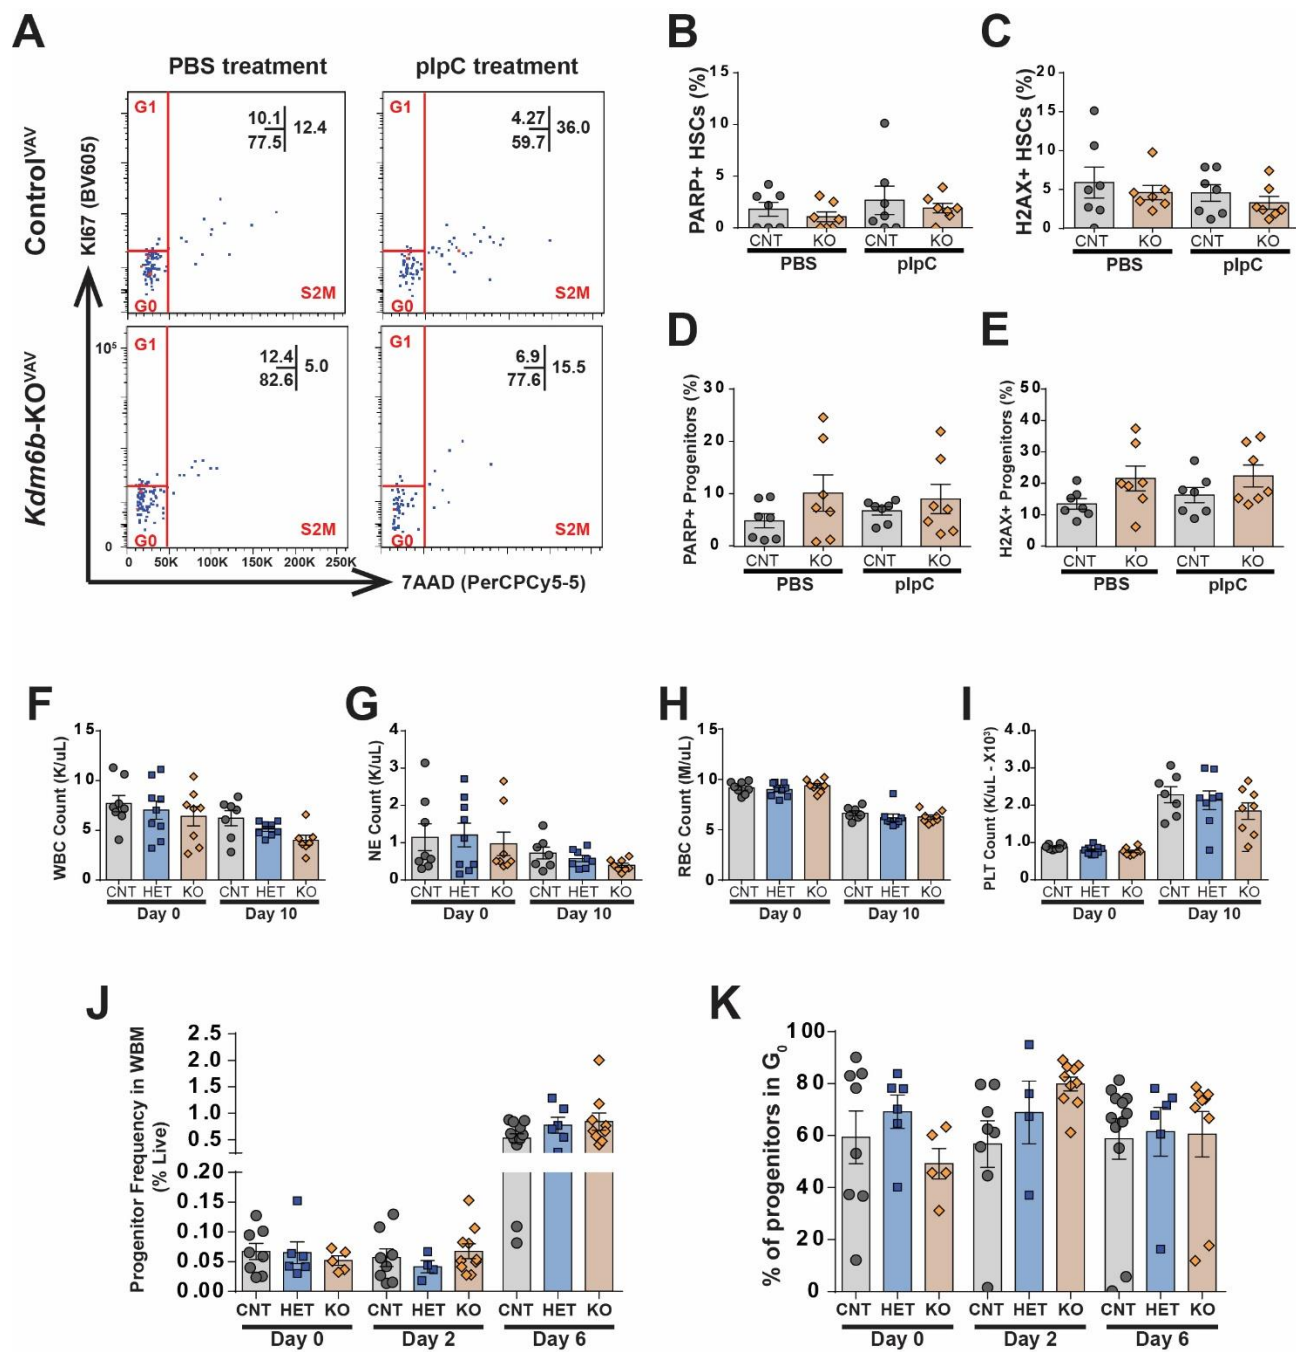 A
PBS treatment
pIpC treatment
Control^VAV
Kdm6b-KO^VAV
KI67 (BV605)
G1
10.1
77.5
12.4
G0
S2M
G1
4.27
59.7
36.0
G0
S2M
10⁵
0
G1
12.4
82.6
5.0
G0
S2M
G1
6.9
77.6
15.5
G0
S2M
0 50K 100K 150K 200K 250K
7AAD (PerCPCy5-5)
B
PARP+ HSCs (%)
15
10
5
0
CNT KO CNT KO
PBS pIpC
C
H2AX+ HSCs (%)
20
15
10
5
0
CNT KO CNT KO
PBS pIpC
D
PARP+ Progenitors (%)
30
20
10
0
CNT KO CNT KO
PBS pIpC
E
H2AX+ Progenitors (%)
50
40
30
20
10
0
CNT KO CNT KO
PBS pIpC
F
WBC Count (K/uL)
15
10
5
0
CNT HET KO CNT HET KO
Day 0 Day 10
G
NE Count (K/uL)
4
3
2
1
0
CNT HET KO CNT HET KO
Day 0 Day 10
H
RBC Count (M/uL)
15
10
5
0
CNT HET KO CNT HET KO
Day 0 Day 10
I
PLT Count (K/uL - X10³)
4.0
3.0
2.0
1.0
0
CNT HET KO CNT HET KO
Day 0 Day 10
J
Progenitor Frequency in WBM
(% Live)
2.5
2.0
1.5
1.0
0.5
0.20
0.15
0.10
0.05
0.00
CNT HET KO CNT HET KO CNT HET KO
Day 0 Day 2 Day 6
K
% of progenitors in G₀
100
80
60
40
20
0
CNT HET KO CNT HET KO CNT HET KO
Day 0 Day 2 Day 6